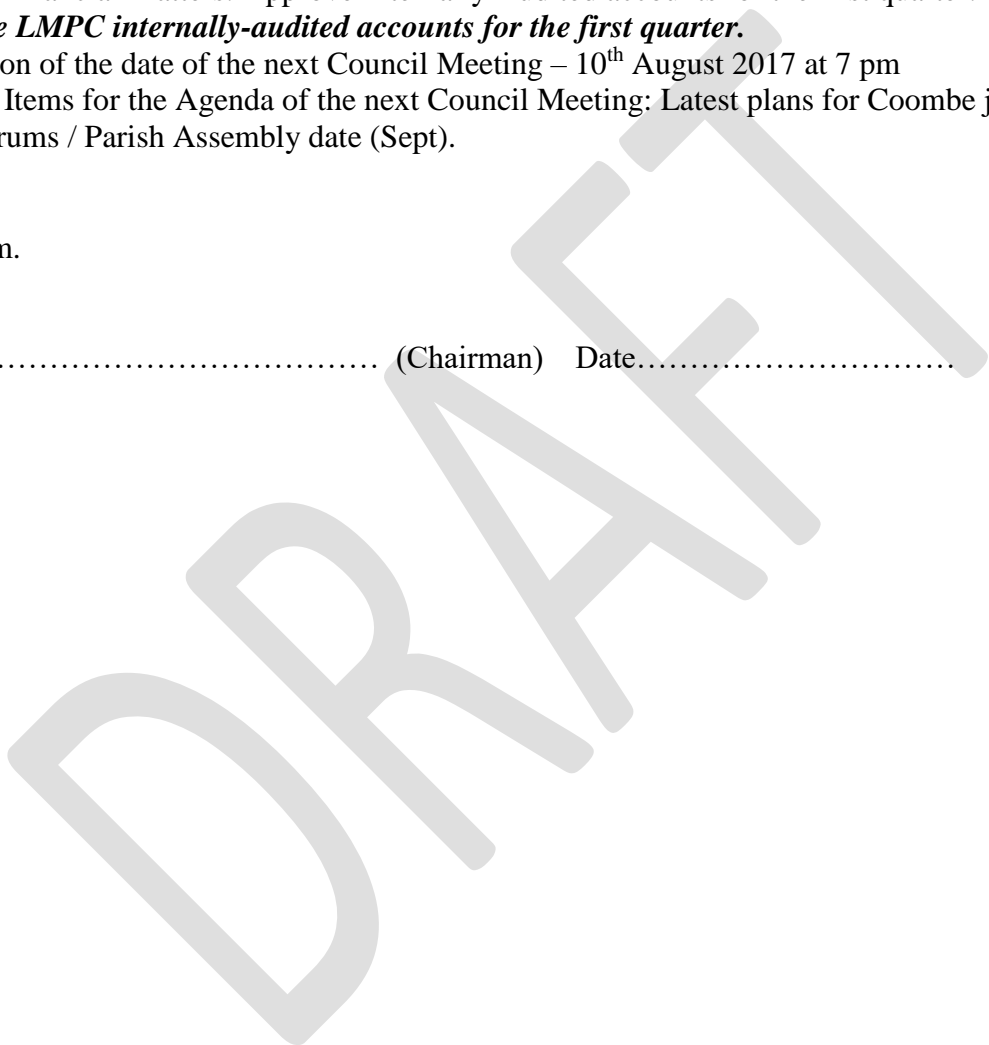 LMPC internally-audited accounts for the first quarter.
on of the date of the next Council Meeting – 10th August 2017 at 7 pm
Items for the Agenda of the next Council Meeting: Latest plans for Coombe j
rums / Parish Assembly date (Sept).
m.
………………………………… (Chairman) Date…………………………
DRAFT